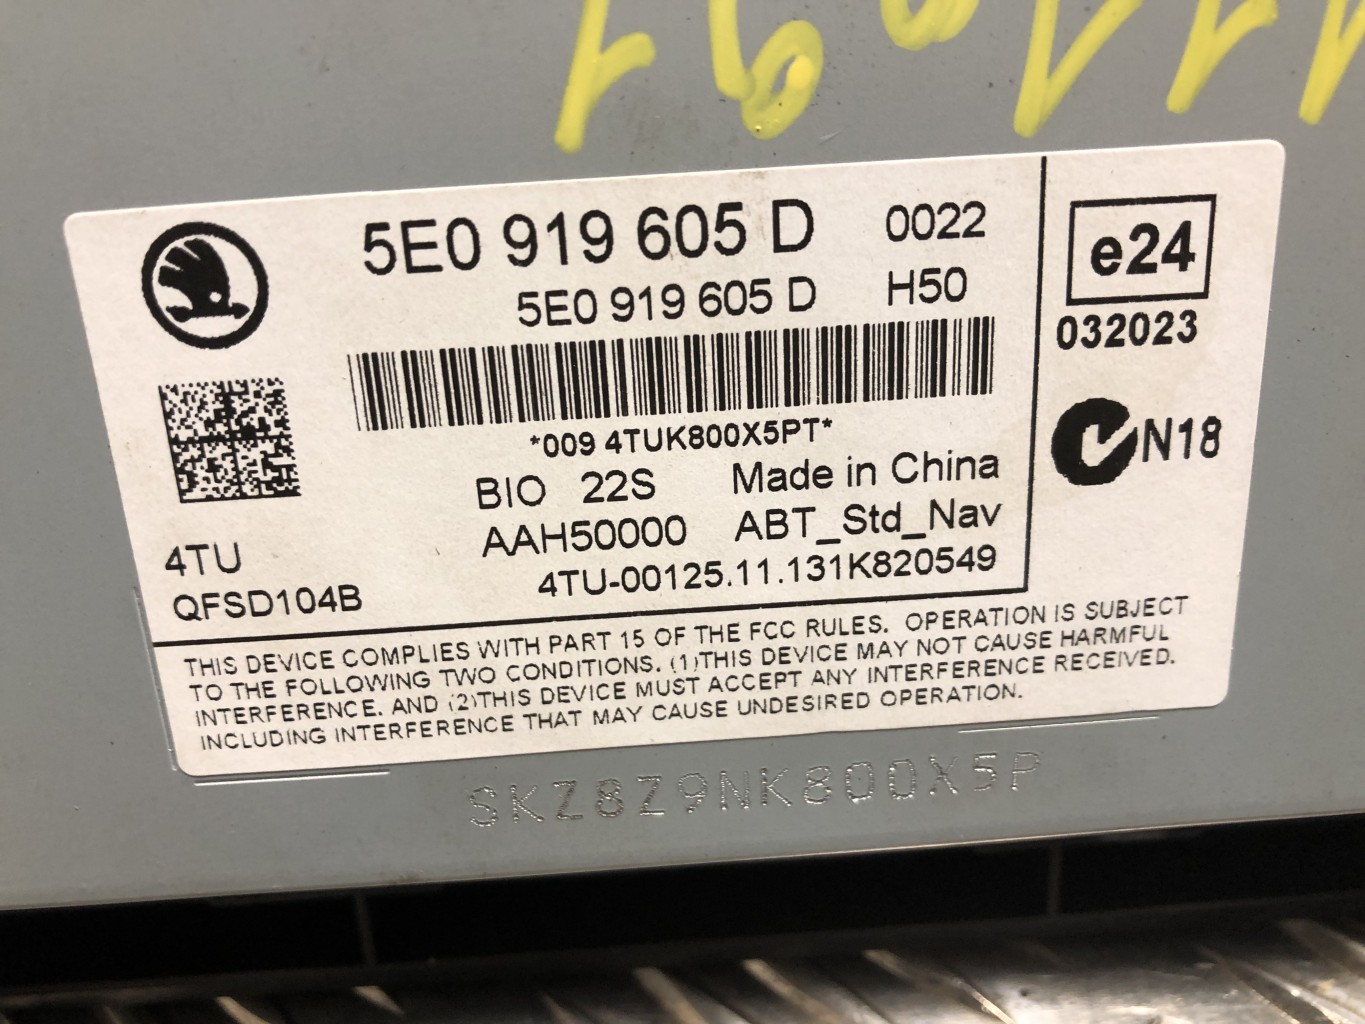 5E0 919 605 D 0022
5E0 919 605 D H50
*009 4TUK800X5PT*
BIO 22S Made in China
AAH50000 ABT_Std_Nav
4TU-00125.11.131K820549
4TU
QFSD104B
e24
032023
N18
THIS DEVICE COMPLIES WITH PART 15 OF THE FCC RULES. OPERATION IS SUBJECT
TO THE FOLLOWING TWO CONDITIONS. (1)THIS DEVICE MAY NOT CAUSE HARMFUL
INTERFERENCE. AND (2)THIS DEVICE MUST ACCEPT ANY INTERFERENCE RECEIVED.
INCLUDING INTERFERENCE THAT MAY CAUSE UNDESIRED OPERATION.
SKZ8Z9NK800X5P